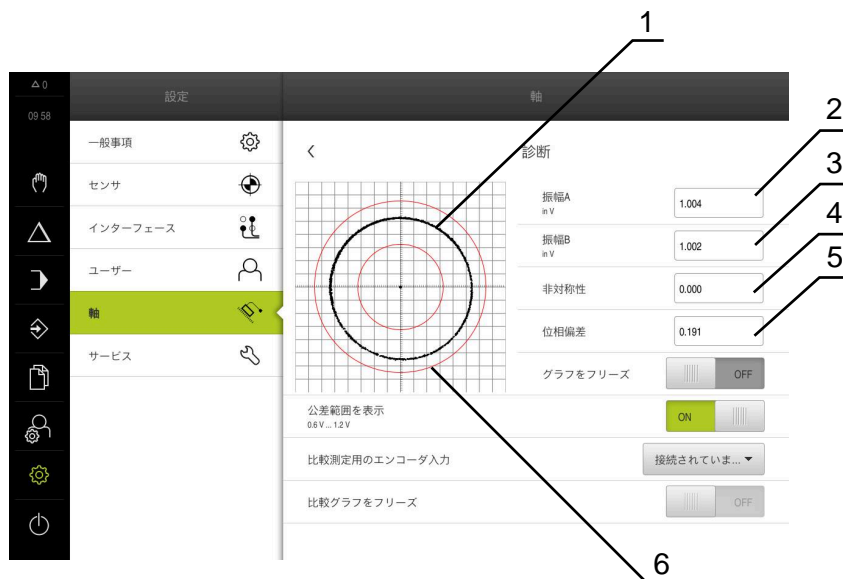 1
△ 0
設定
軸
09 58
2
一般事項
診断
3
センサ
振幅A
in V
1.004
インターフェース
振幅B
in V
1.002
4
ユーザー
非対称性
0.000
5
軸
位相偏差
0.191
サービス
グラフをフリーズ
OFF
公差範囲を表示
0.6 V ... 1.2 V
ON
比較測定用のエンコーダ入力
接続されていま...
比較グラフをフリーズ
OFF
6